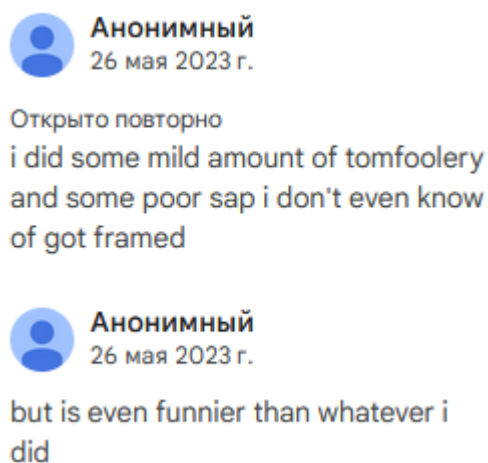 Анонимный
26 мая 2023 г.
Открыто повторно
i did some mild amount of tomfoolery
and some poor sap i don't even know
of got framed
Анонимный
26 мая 2023 г.
but is even funnier than whatever i
did